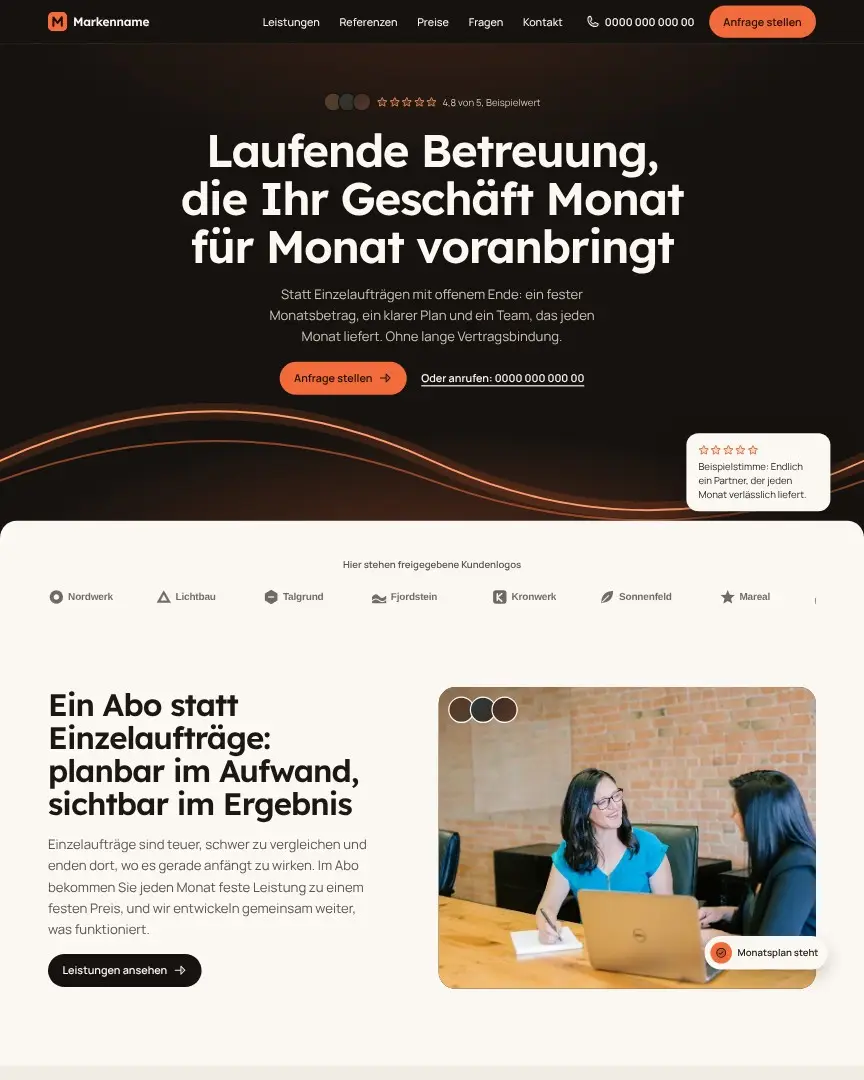 Markenname
Leistungen Referenzen Preise Fragen Kontakt 0000 000 000 00 Anfrage stellen
4,8 von 5, Beispielwert
Laufende Betreuung,
die Ihr Geschäft Monat
für Monat voranbringt
Statt Einzelaufträgen mit offenem Ende: ein fester
Monatsbetrag, ein klarer Plan und ein Team, das jeden
Monat liefert. Ohne lange Vertragsbindung.
Anfrage stellen
Oder anrufen: 0000 000 000 00
Beispielstimme: Endlich
ein Partner, der jeden
Monat verlässlich liefert.
Hier stehen freigegebene Kundenlogos
Nordwerk Lichtbau Talgrund Fjordstein Kronwerk Sonnenfeld Mareal
Ein Abo statt
Einzelaufträge:
planbar im Aufwand,
sichtbar im Ergebnis
Einzelaufträge sind teuer, schwer zu vergleichen und
enden dort, wo es gerade anfängt zu wirken. Im Abo
bekommen Sie jeden Monat feste Leistung zu einem
festen Preis, und wir entwickeln gemeinsam weiter,
was funktioniert.
Leistungen ansehen
DELL
Monatsplan steht